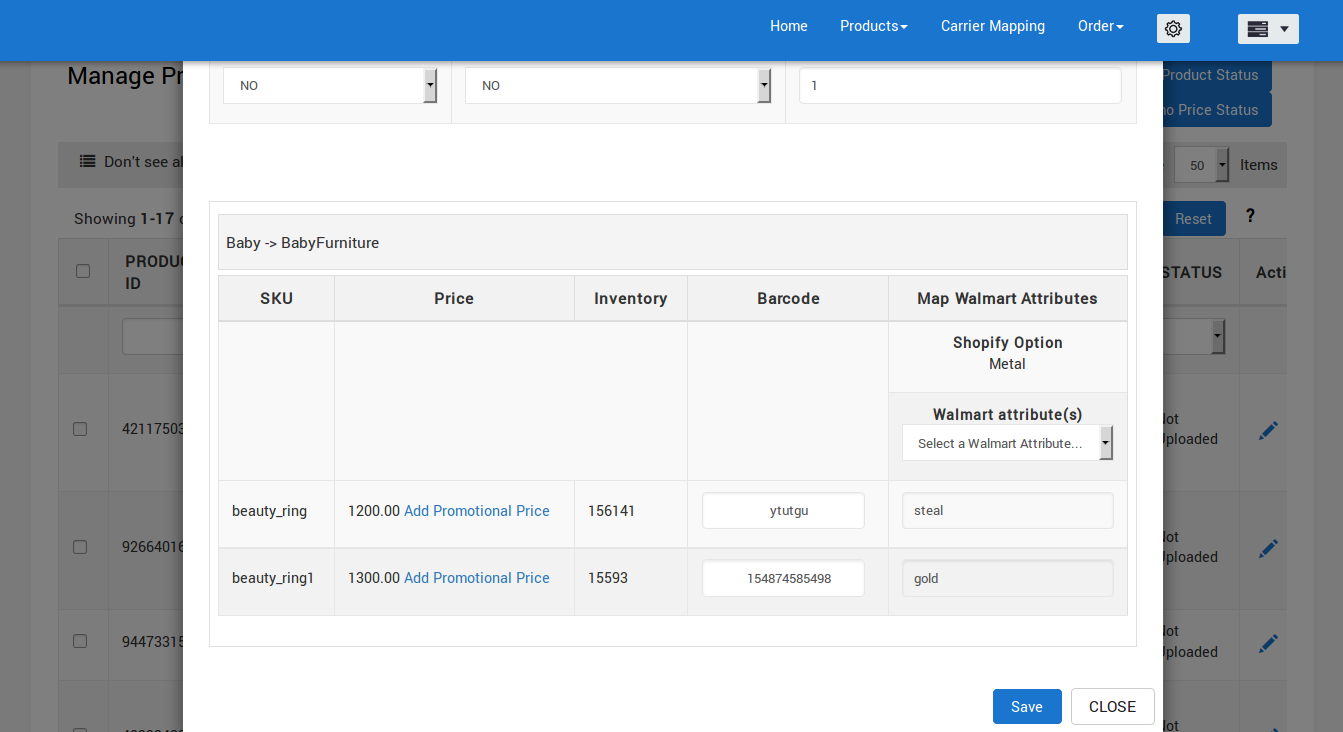 Home Products Carrier Mapping Order
Manage Pr
Product Status
NO NO 1
no Price Status
Don't see al
50 Items
Showing 1-17
Reset ?
Baby -> BabyFurniture
PRODUC
ID
STATUS Acti
SKU Price Inventory Barcode Map Walmart Attributes
Shopify Option
Metal
Walmart attribute(s)
Select a Walmart Attribute...
42117503
Not
Uploaded
beauty_ring 1200.00 Add Promotional Price 156141 ytutgu steal
92664016
Not
Uploaded
beauty_ring1 1300.00 Add Promotional Price 15593 154874585498 gold
94473315
Not
Uploaded
Save CLOSE
Not